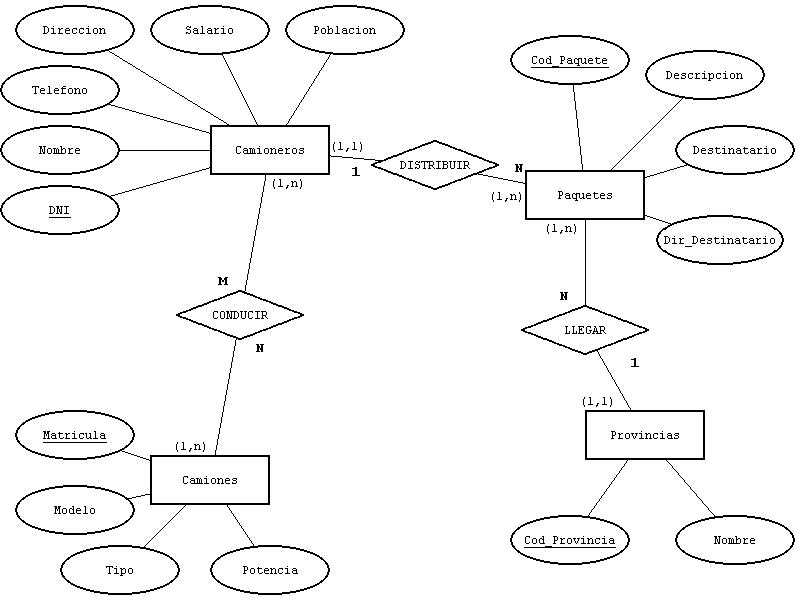 Direccion
Salario
Poblacion
Cod_Paquete
Descripcion
Telefono
Nombre
Camioneros
(1,1)
1
DISTRIBUIR
N
(1,n)
Destinatario
Paquetes
DNI
(1,n)
(1,n)
Dir_Destinatario
M
CONDUCIR
N
N
LLEGAR
1
(1,1)
Matricula
(1,n)
Camiones
Provincias
Modelo
Tipo
Potencia
Cod_Provincia
Nombre